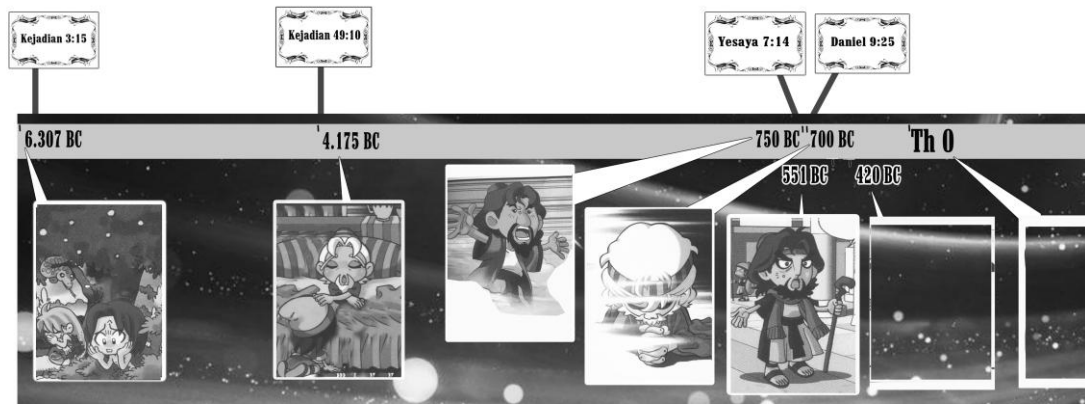 Kejadian 3:15
Kejadian 49:10
Yesaya 7:14
Daniel 9:25
6.307 BC
4.175 BC
750 BC
700 BC
Th 0
551 BC
420 BC